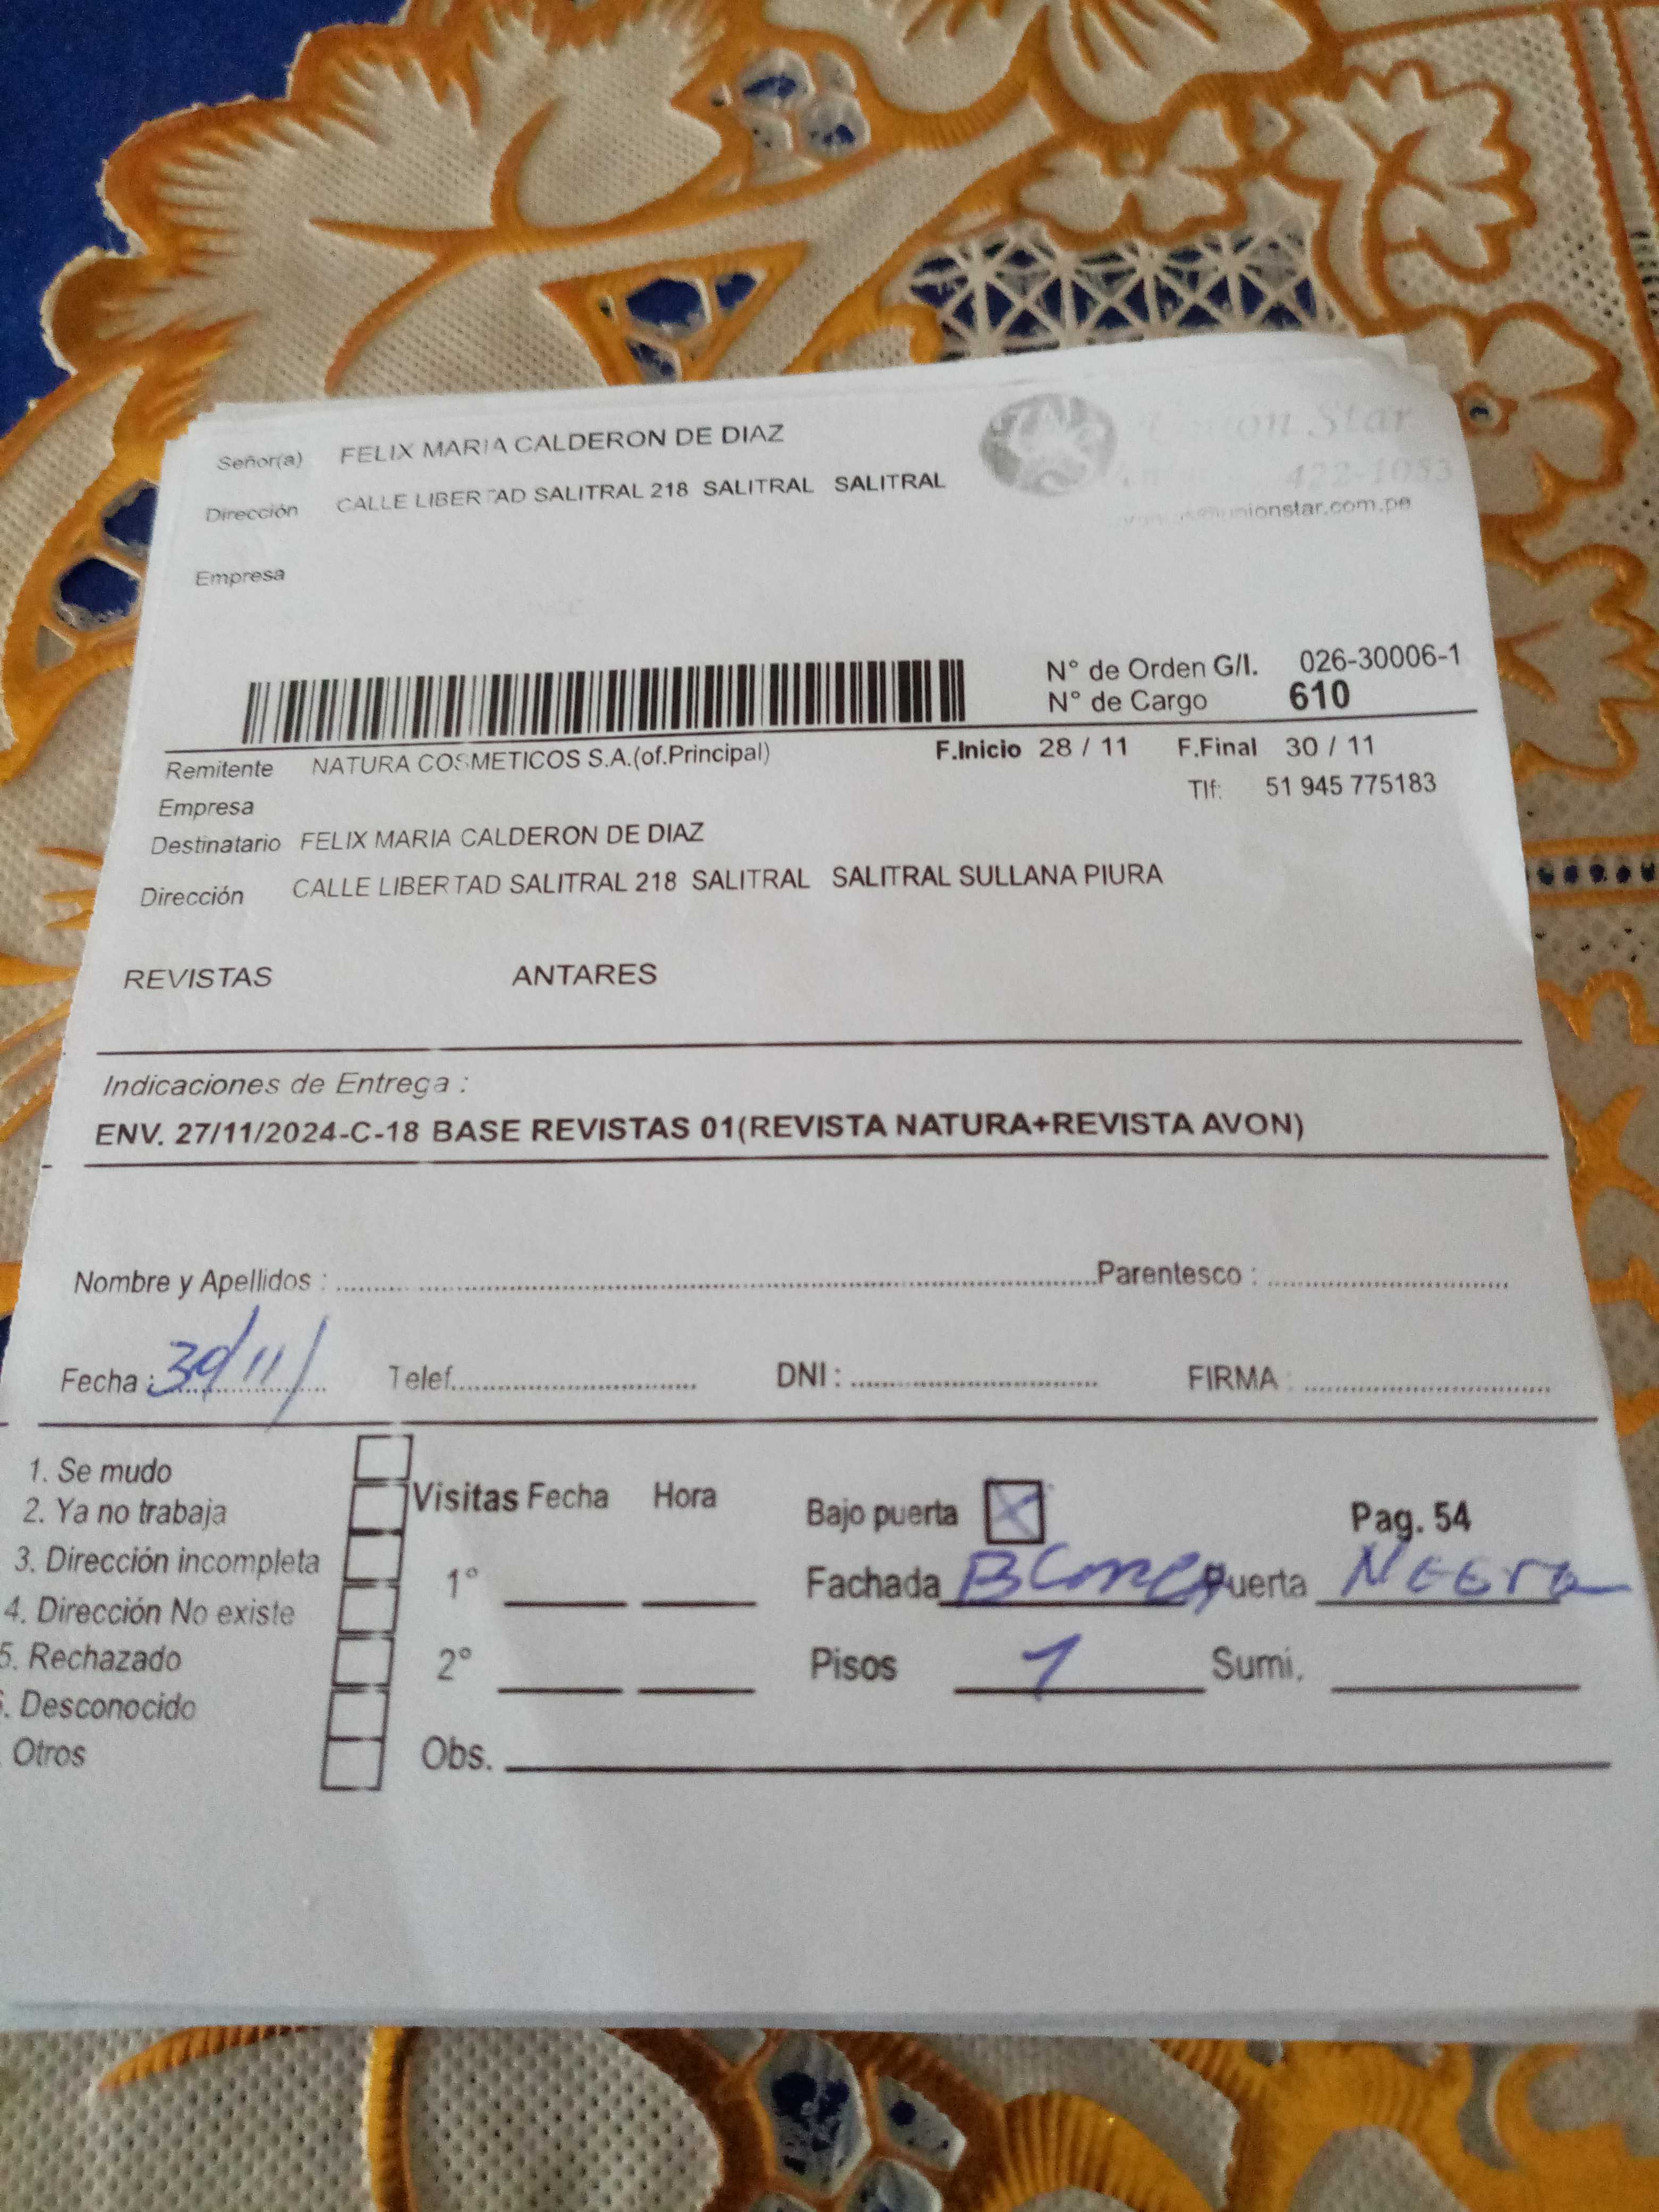 Señor(a) FELIX MARIA CALDERON DE DIAZ
Unión Star
Dirección CALLE LIBERTAD SALITRAL 218 SALITRAL SALITRAL
422-1053
unionstar.com.pe
Empresa
N° de Orden G/I. 026-30006-1
N° de Cargo 610
Remitente NATURA COSMETICOS S.A.(of.Principal) F.Inicio 28 / 11 F.Final 30 / 11
Empresa Tlf: 51 945 775183
Destinatario FELIX MARIA CALDERON DE DIAZ
Dirección CALLE LIBERTAD SALITRAL 218 SALITRAL SALITRAL SULLANA PIURA
REVISTAS ANTARES
Indicaciones de Entrega :
ENV. 27/11/2024-C-18 BASE REVISTAS 01(REVISTA NATURA+REVISTA AVON)
Nombre y Apellidos : Parentesco :
Fecha : 30/11/ Telef. DNI : FIRMA :
1. Se mudo
2. Ya no trabaja
3. Dirección incompleta
4. Dirección No existe
5. Rechazado
. Desconocido
Otros
Visitas Fecha Hora
1°
2°
Obs.
Bajo puerta X Pag. 54
Fachada Blanca Puerta Negra
Pisos 1 Sumi.